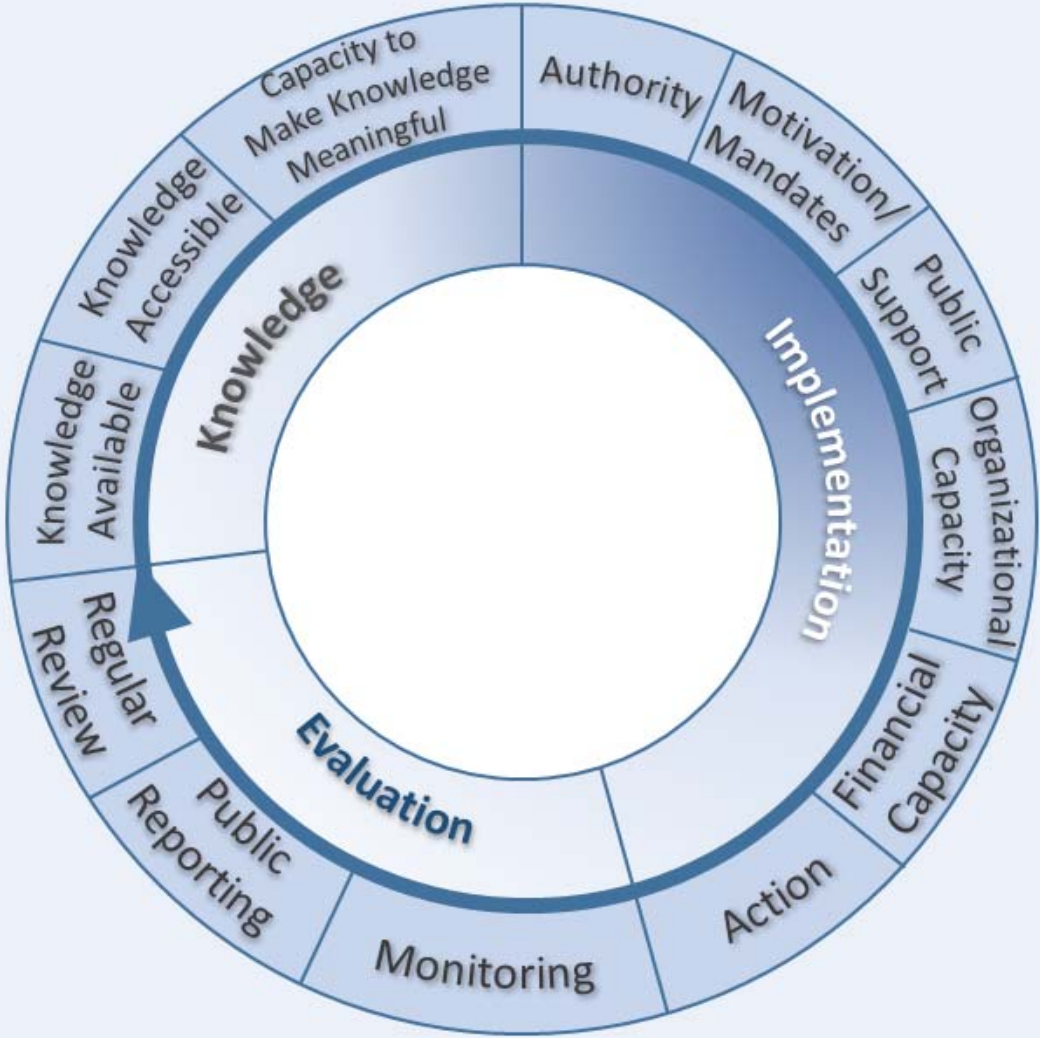 Capacity to
Make Knowledge
Meaningful
Authority
Motivation/
Mandates
Public
Support
Organizational
Capacity
Financial
Capacity
Action
Monitoring
Public
Reporting
Regular
Review
Knowledge
Available
Knowledge
Accessible
Knowledge
Implementation
Evaluation